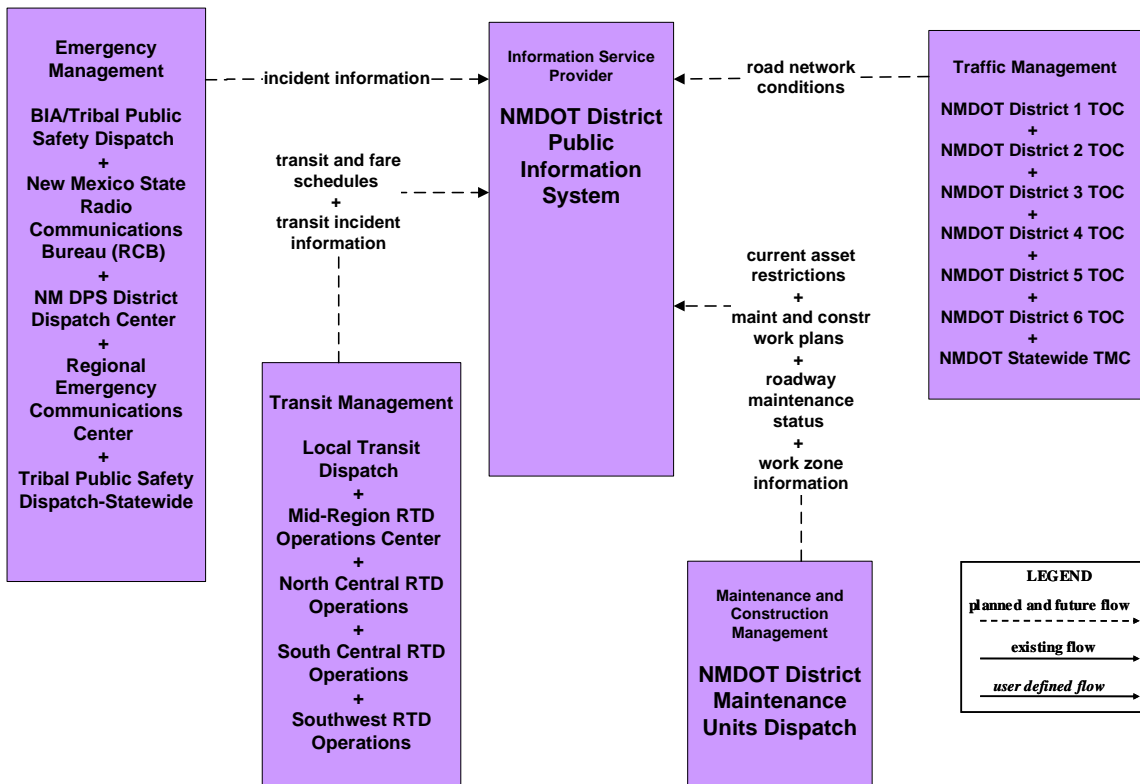 Emergency
Management
BIA/Tribal Public
Safety Dispatch
+
New Mexico State
Radio
Communications
Bureau (RCB)
+
NM DPS District
Dispatch Center
+
Regional
Emergency
Communications
Center
+
Tribal Public Safety
Dispatch-Statewide
incident information
transit and fare
schedules
+
transit incident
information
Transit Management
Local Transit
Dispatch
+
Mid-Region RTD
Operations Center
+
North Central RTD
Operations
+
South Central RTD
Operations
+
Southwest RTD
Operations
Information Service
Provider
NMDOT District
Public
Information
System
road network
conditions
current asset
restrictions
+
maint and constr
work plans
+
roadway
maintenance
status
+
work zone
information
Maintenance and
Construction
Management
NMDOT District
Maintenance
Units Dispatch
Traffic Management
NMDOT District 1 TOC
+
NMDOT District 2 TOC
+
NMDOT District 3 TOC
+
NMDOT District 4 TOC
+
NMDOT District 5 TOC
+
NMDOT District 6 TOC
+
NMDOT Statewide TMC
LEGEND
planned and future flow
existing flow
user defined flow